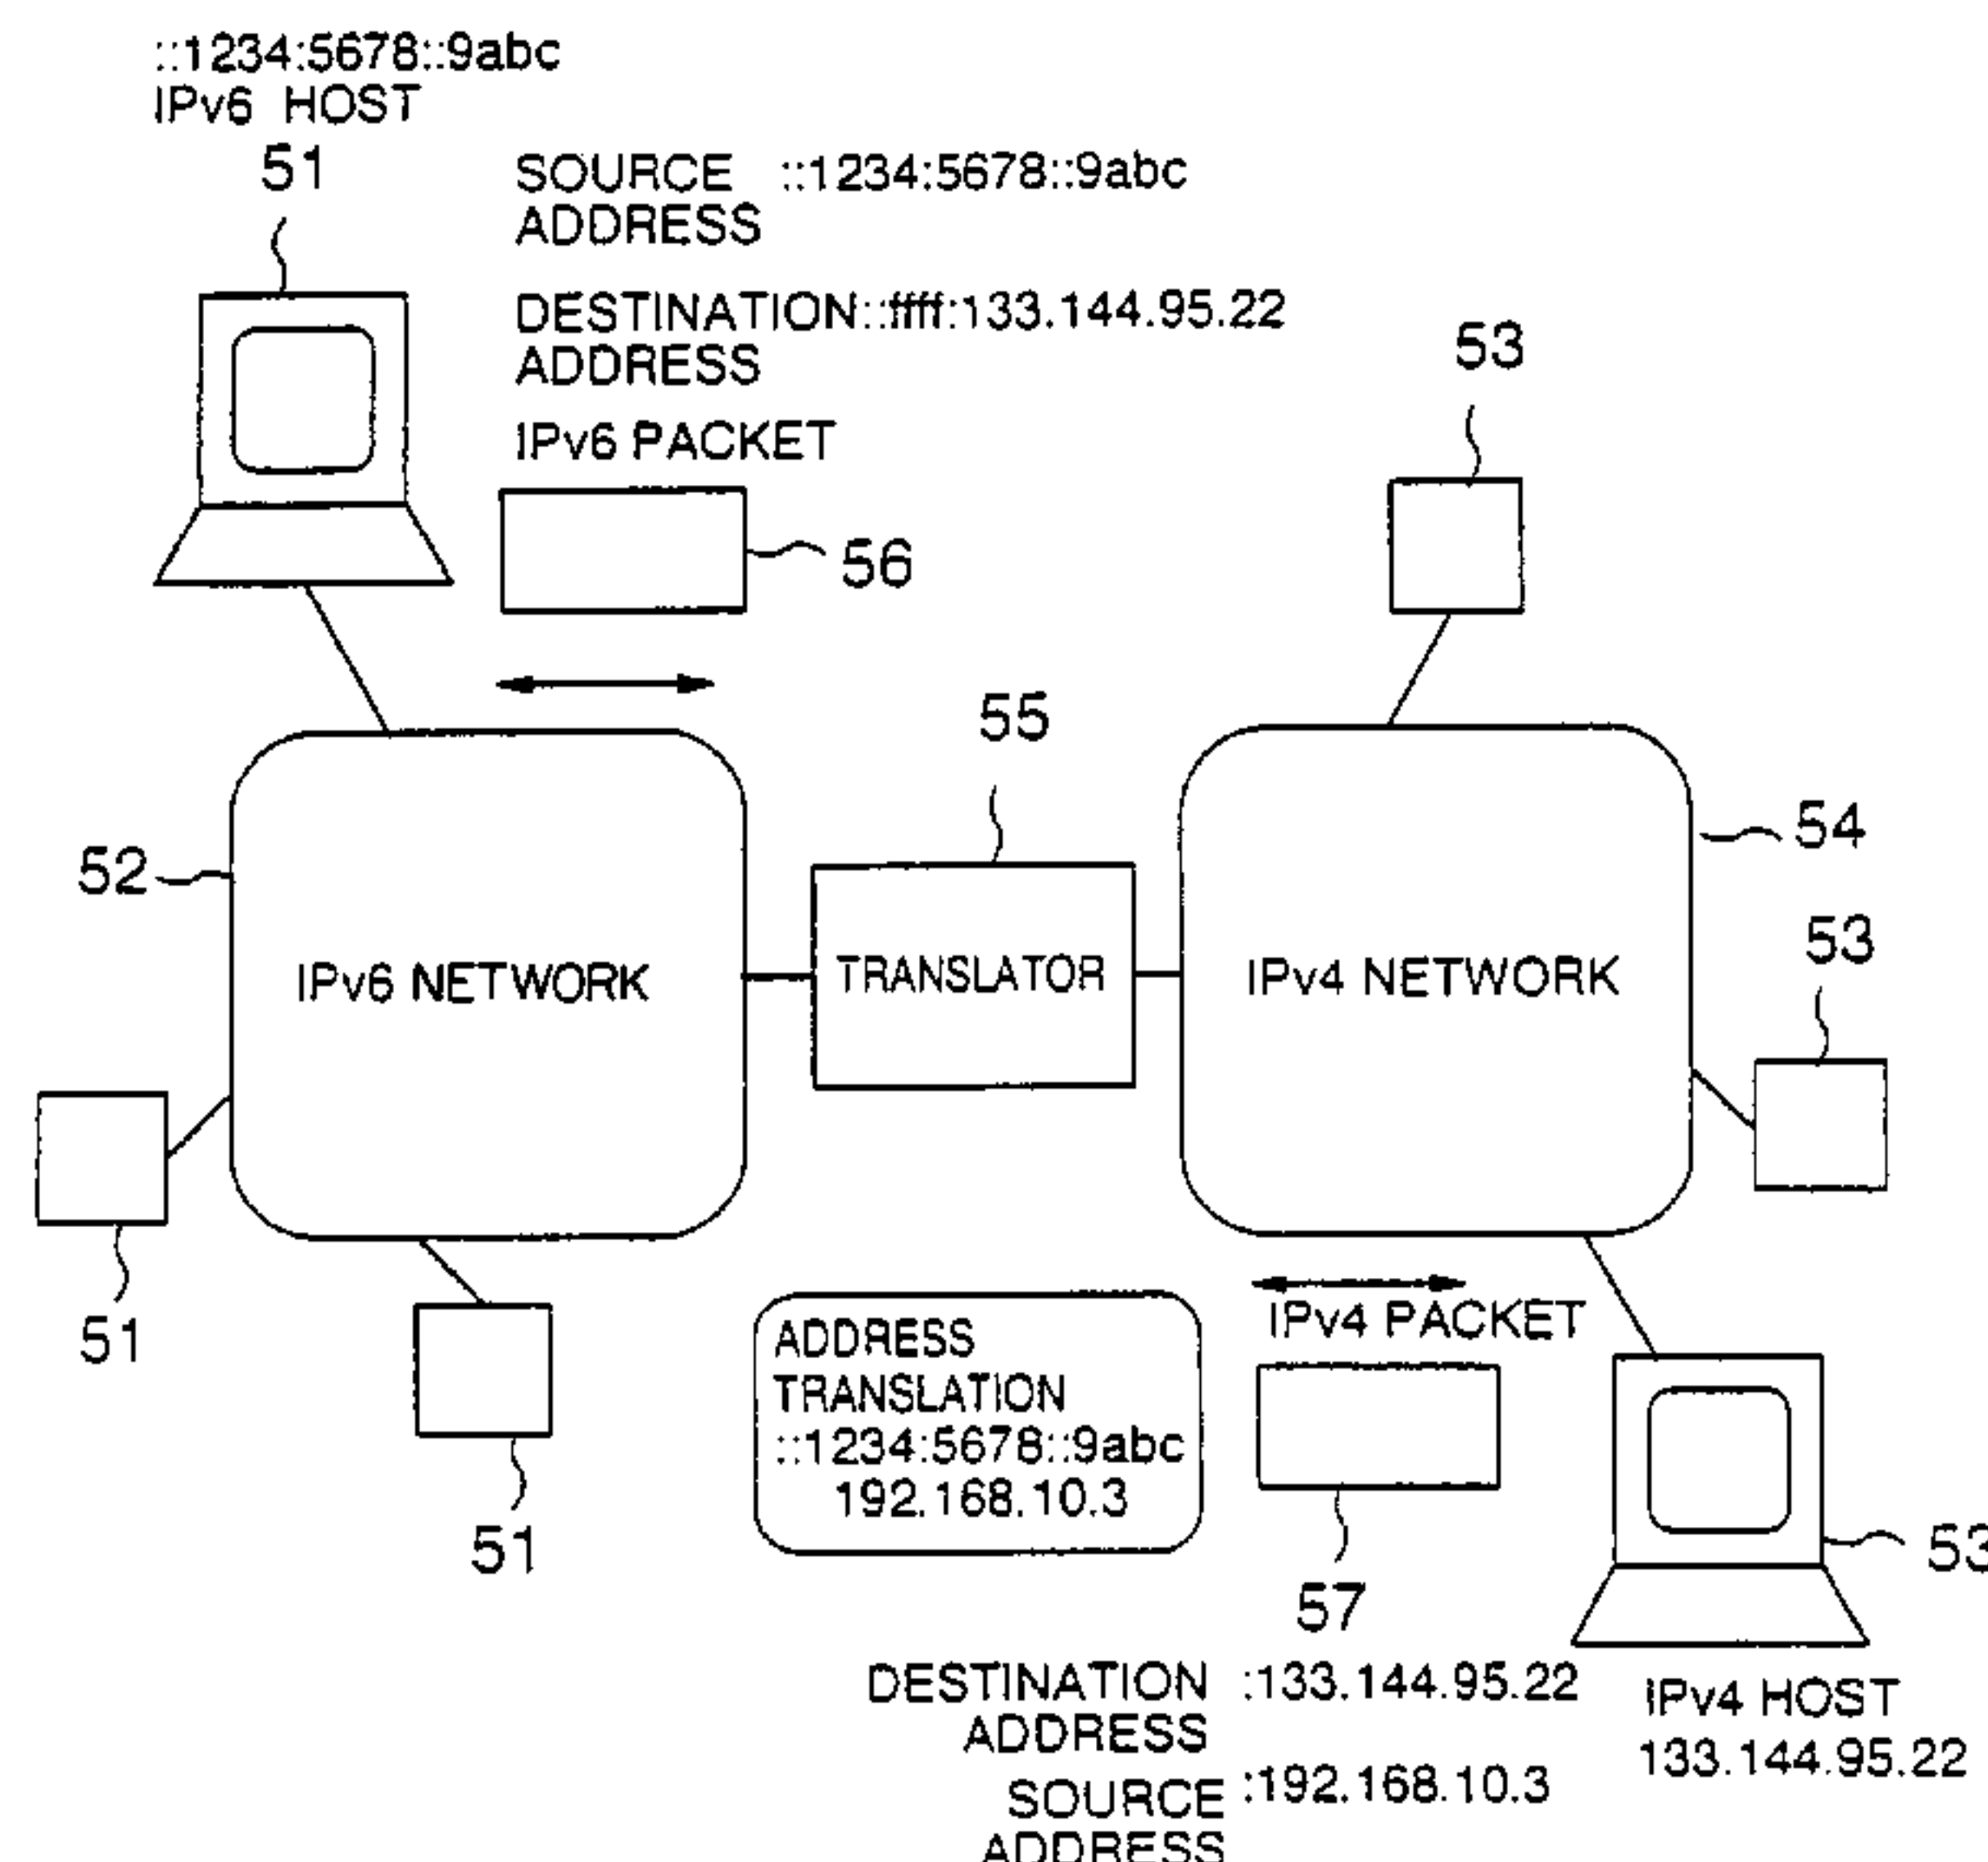 ::1234:5678::9abc
IPv6 HOST
51
SOURCE ::1234:5678::9abc
ADDRESS
DESTINATION::ffff:133.144.95.22
ADDRESS
IPv6 PACKET
56
53
55
54
52
53
IPv6 NETWORK
TRANSLATOR
IPv4 NETWORK
51
51
ADDRESS
TRANSLATION
::1234:5678::9abc
192.168.10.3
IPv4 PACKET
57
53
DESTINATION :133.144.95.22
ADDRESS
SOURCE :192.168.10.3
ADDRESS
IPv4 HOST
133.144.95.22